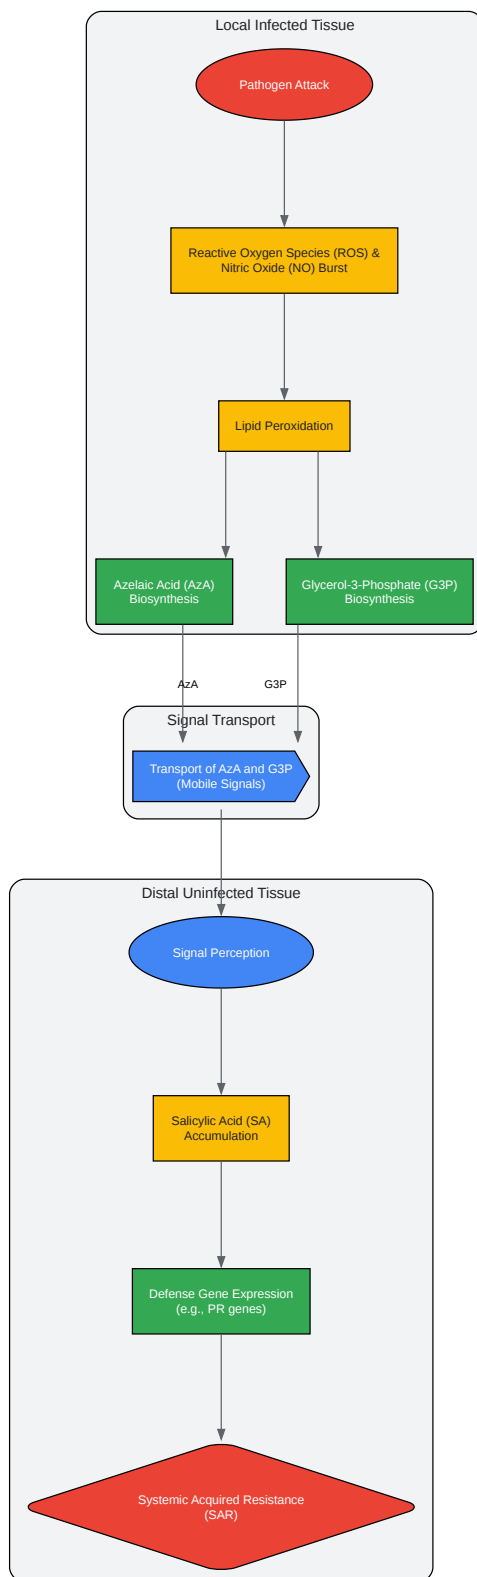 Local Infected Tissue
Pathogen Attack
Reactive Oxygen Species (ROS) &
Nitric Oxide (NO) Burst
Lipid Peroxidation
Azelaic Acid (AzA)
Biosynthesis
Glycerol-3-Phosphate (G3P)
Biosynthesis
AzA
G3P
Signal Transport
Transport of AzA and G3P
(Mobile Signals)
Distal Uninfected Tissue
Signal Perception
Salicylic Acid (SA)
Accumulation
Defense Gene Expression
(e.g., PR genes)
Systemic Acquired Resistance
(SAR)